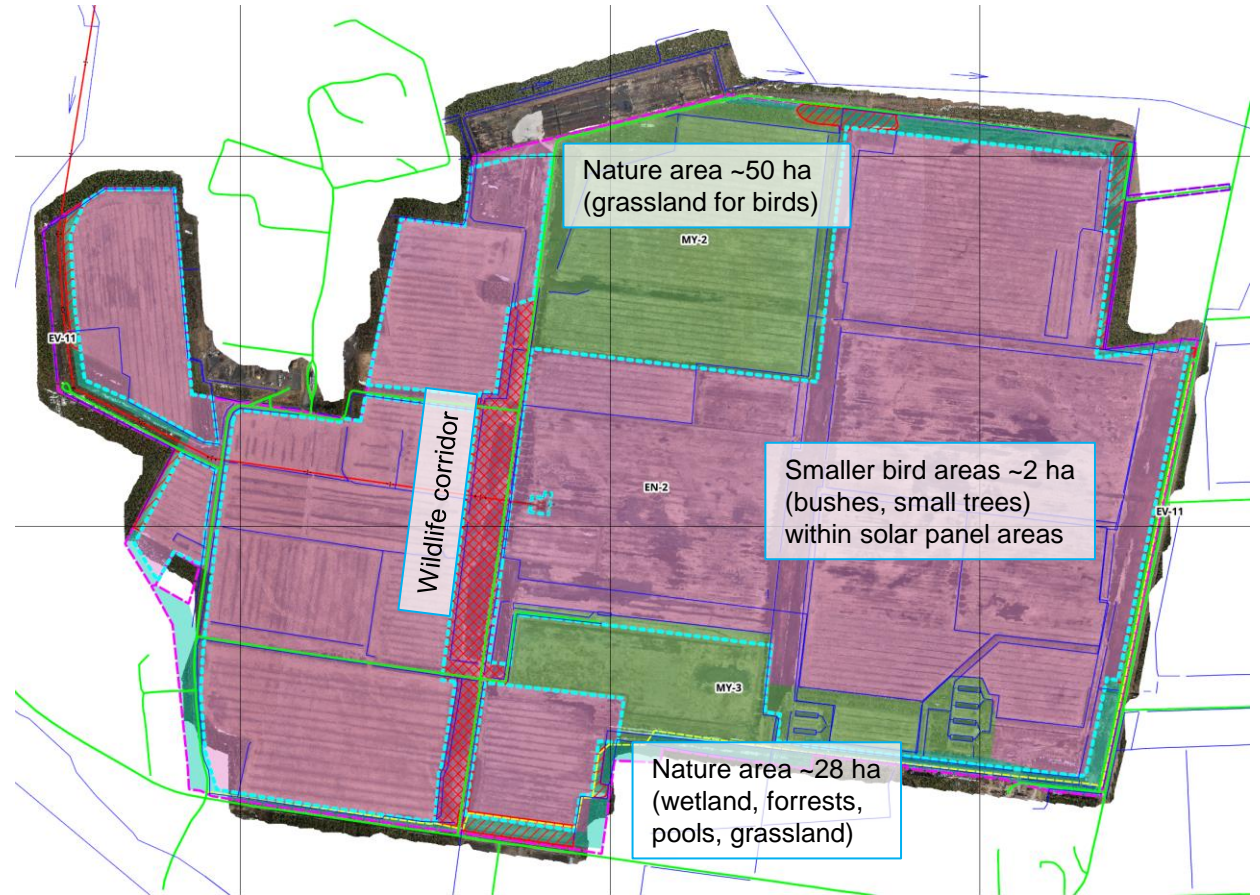 Nature area ~50 ha
(grassland for birds)
MY-2
EV-11
Wildlife corridor
Smaller bird areas ~2 ha
(bushes, small trees)
within solar panel areas
EN-2
EV-11
MY-3
Nature area ~28 ha
(wetland, forrests,
pools, grassland)